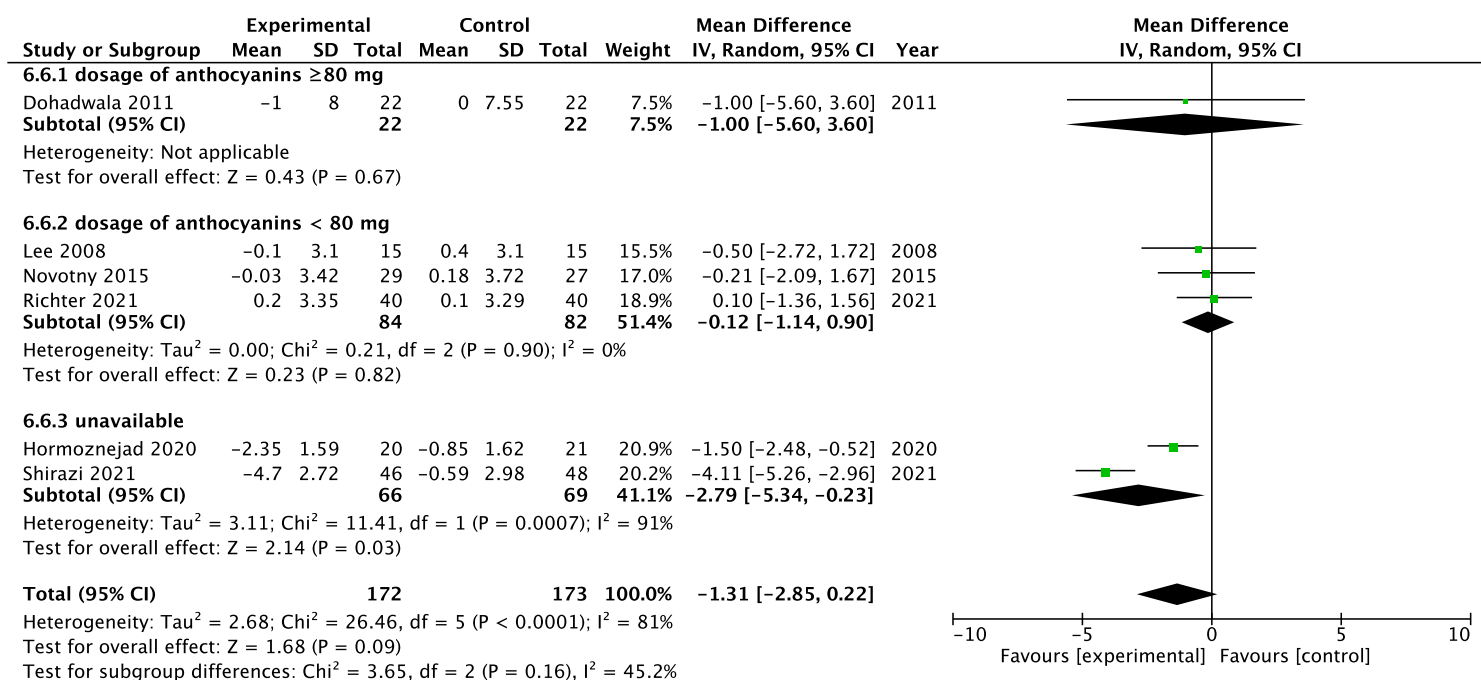 Experimental Control Mean Difference Mean Difference
Study or Subgroup Mean SD Total Mean SD Total Weight IV, Random, 95% CI Year IV, Random, 95% CI
6.6.1 dosage of anthocyanins ≥80 mg
Dohadwala 2011 −1 8 22 0 7.55 22 7.5% −1.00 [−5.60, 3.60] 2011
Subtotal (95% CI) 22 22 7.5% −1.00 [−5.60, 3.60]
Heterogeneity: Not applicable
Test for overall effect: Z = 0.43 (P = 0.67)
6.6.2 dosage of anthocyanins < 80 mg
Lee 2008 −0.1 3.1 15 0.4 3.1 15 15.5% −0.50 [−2.72, 1.72] 2008
Novotny 2015 −0.03 3.42 29 0.18 3.72 27 17.0% −0.21 [−2.09, 1.67] 2015
Richter 2021 0.2 3.35 40 0.1 3.29 40 18.9% 0.10 [−1.36, 1.56] 2021
Subtotal (95% CI) 84 82 51.4% −0.12 [−1.14, 0.90]
Heterogeneity: Tau² = 0.00; Chi² = 0.21, df = 2 (P = 0.90); I² = 0%
Test for overall effect: Z = 0.23 (P = 0.82)
6.6.3 unavailable
Hormoznejad 2020 −2.35 1.59 20 −0.85 1.62 21 20.9% −1.50 [−2.48, −0.52] 2020
Shirazi 2021 −4.7 2.72 46 −0.59 2.98 48 20.2% −4.11 [−5.26, −2.96] 2021
Subtotal (95% CI) 66 69 41.1% −2.79 [−5.34, −0.23]
Heterogeneity: Tau² = 3.11; Chi² = 11.41, df = 1 (P = 0.0007); I² = 91%
Test for overall effect: Z = 2.14 (P = 0.03)
Total (95% CI) 172 173 100.0% −1.31 [−2.85, 0.22]
Heterogeneity: Tau² = 2.68; Chi² = 26.46, df = 5 (P < 0.0001); I² = 81%
Test for overall effect: Z = 1.68 (P = 0.09)
Test for subgroup differences: Chi² = 3.65, df = 2 (P = 0.16), I² = 45.2%
−10 −5 0 5 10
Favours [experimental] Favours [control]